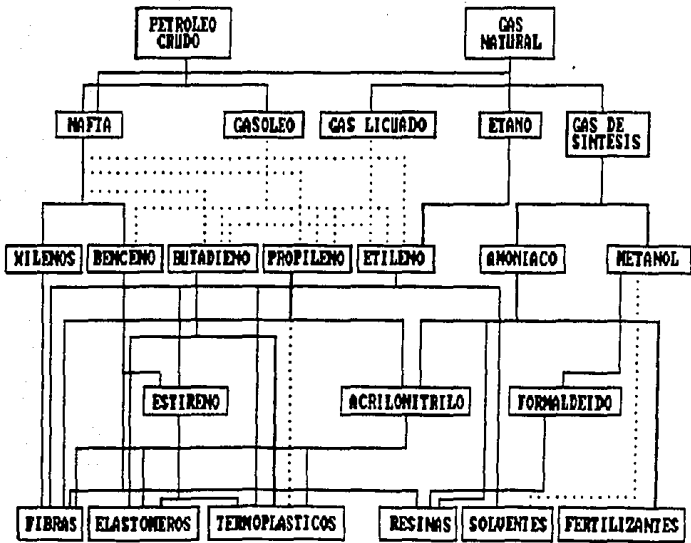 PETROLEO
CRUDO
GAS
NATURAL
NAFTA
GASOLEO
GAS LICUADO
ETANO
GAS DE
SINTESIS
XILENOS
BENCENO
BUTADIENO
PROPILENO
ETILENO
AMONIACO
METANOL
ESTIRENO
ACRILONITRILO
FORMALDEIDO
FIBRAS
ELASTOMEROS
TERMOPLASTICOS
RESINAS
SOLVENTES
FERTILIZANTES